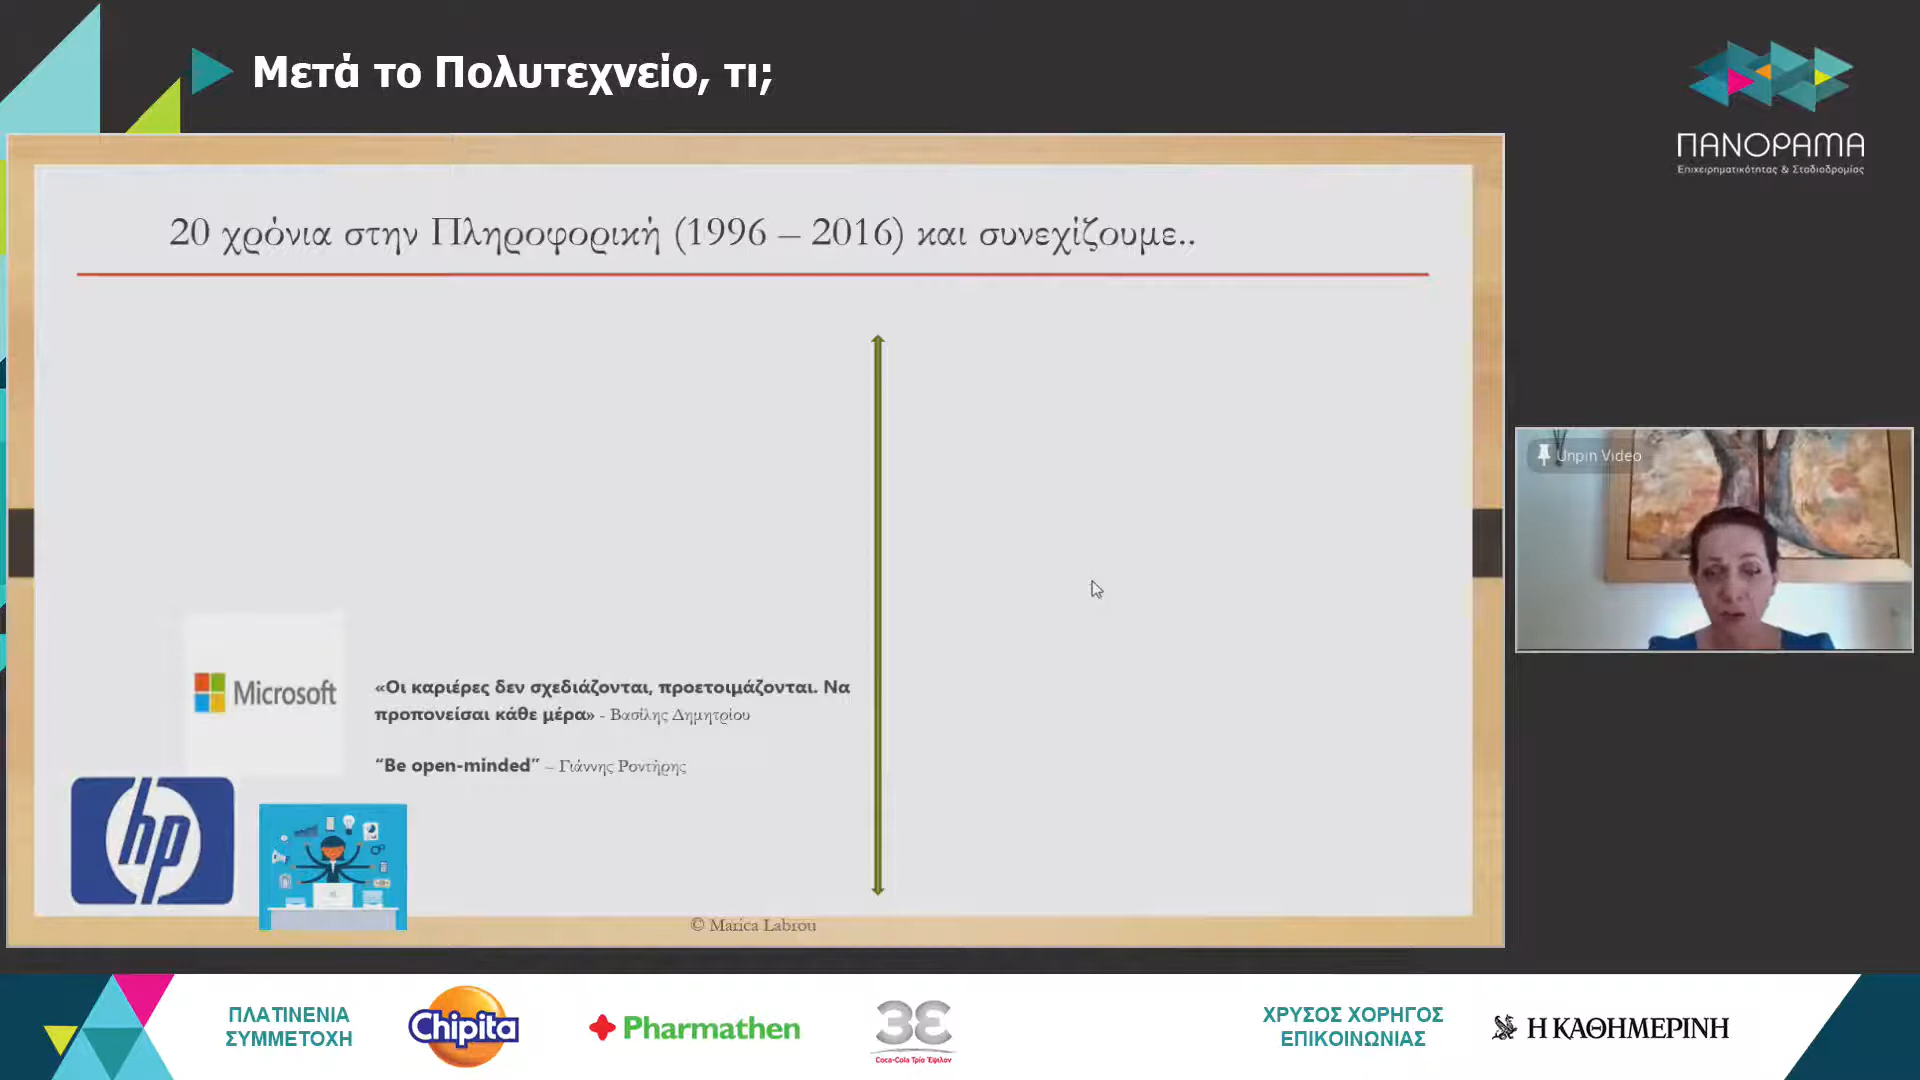 Μετά το Πολυτεχνείο, τι;
ΠΑΝΟΡΑΜΑ
Επιχειρηματικότητας & Σταδιοδρομίας
20 χρόνια στην Πληροφορική (1996 – 2016) και συνεχίζουμε..
Unpin Video
Microsoft
«Οι καριέρες δεν σχεδιάζονται, προετοιμάζονται. Να
προπονείσαι κάθε μέρα» - Βασίλης Δημητρίου
“Be open-minded” – Γιάννης Ροντήρης
hp
© Marica Labrou
ΠΛΑΤΙΝΕΝΙΑ
ΣΥΜΜΕΤΟΧΗ
Chipita
Pharmathen
3E
Coca-Cola Τρία Έψιλον
ΧΡΥΣΟΣ ΧΟΡΗΓΟΣ
ΕΠΙΚΟΙΝΩΝΙΑΣ
Η ΚΑΘΗΜΕΡΙΝΗ